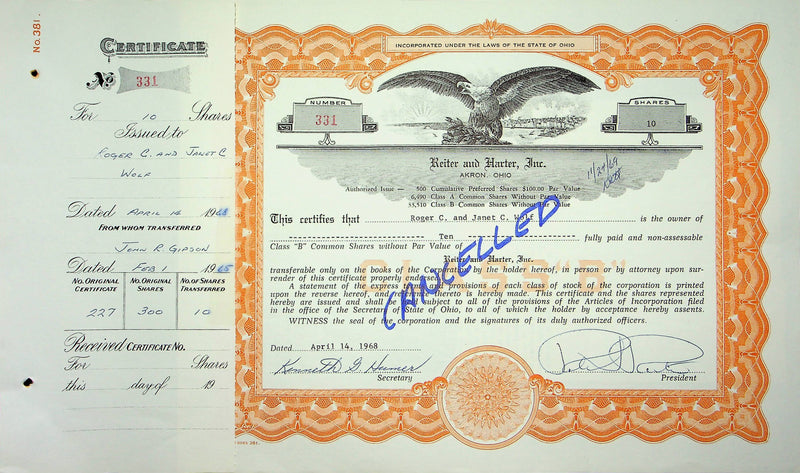 No. 381.
CERTIFICATE
No 331
For 10 Shares
Issued to
ROGER C. AND JANET C
WOLF
Dated APRIL 14 1968
FROM WHOM TRANSFERRED
JOHN R. GIPSON
Dated FEB 1 1965
No. ORIGINAL CERTIFICATE No. ORIGINAL SHARES No. OF SHARES TRANSFERRED
227 300 10
Received CERTIFICATE No.
For Shares
this day of 19
INCORPORATED UNDER THE LAWS OF THE STATE OF OHIO
NUMBER
331
SHARES
10
Reiter and Harter, Inc.
AKRON, OHIO
11/24/69
Authorized Issue — 500 Cumulative Preferred Shares $100.00 Par Value
6,490 Class A Common Shares Without Par Value
33,510 Class B Common Shares Without Par Value
This certifies that Roger C. and Janet C. Wolf is the owner of
Ten fully paid and non-assessable
Class "B" Common Shares without Par Value of
Reiter and Harter, Inc.
CLASS "B"
CANCELLED
transferable only on the books of the Corporation by the holder hereof, in person or by attorney upon sur-
render of this certificate properly endorsed.
A statement of the terms and provisions of each class of stock of the corporation is printed
upon the reverse hereof, and reference thereto is hereby made. This certificate and the shares represented
hereby are issued and shall be held subject to all of the provisions of the Articles of Incorporation filed
in the office of the Secretary of State of Ohio, to all of which the holder by acceptance hereby assents.
WITNESS the seal of the corporation and the signatures of its duly authorized officers.
Dated April 14, 1968
Secretary
President